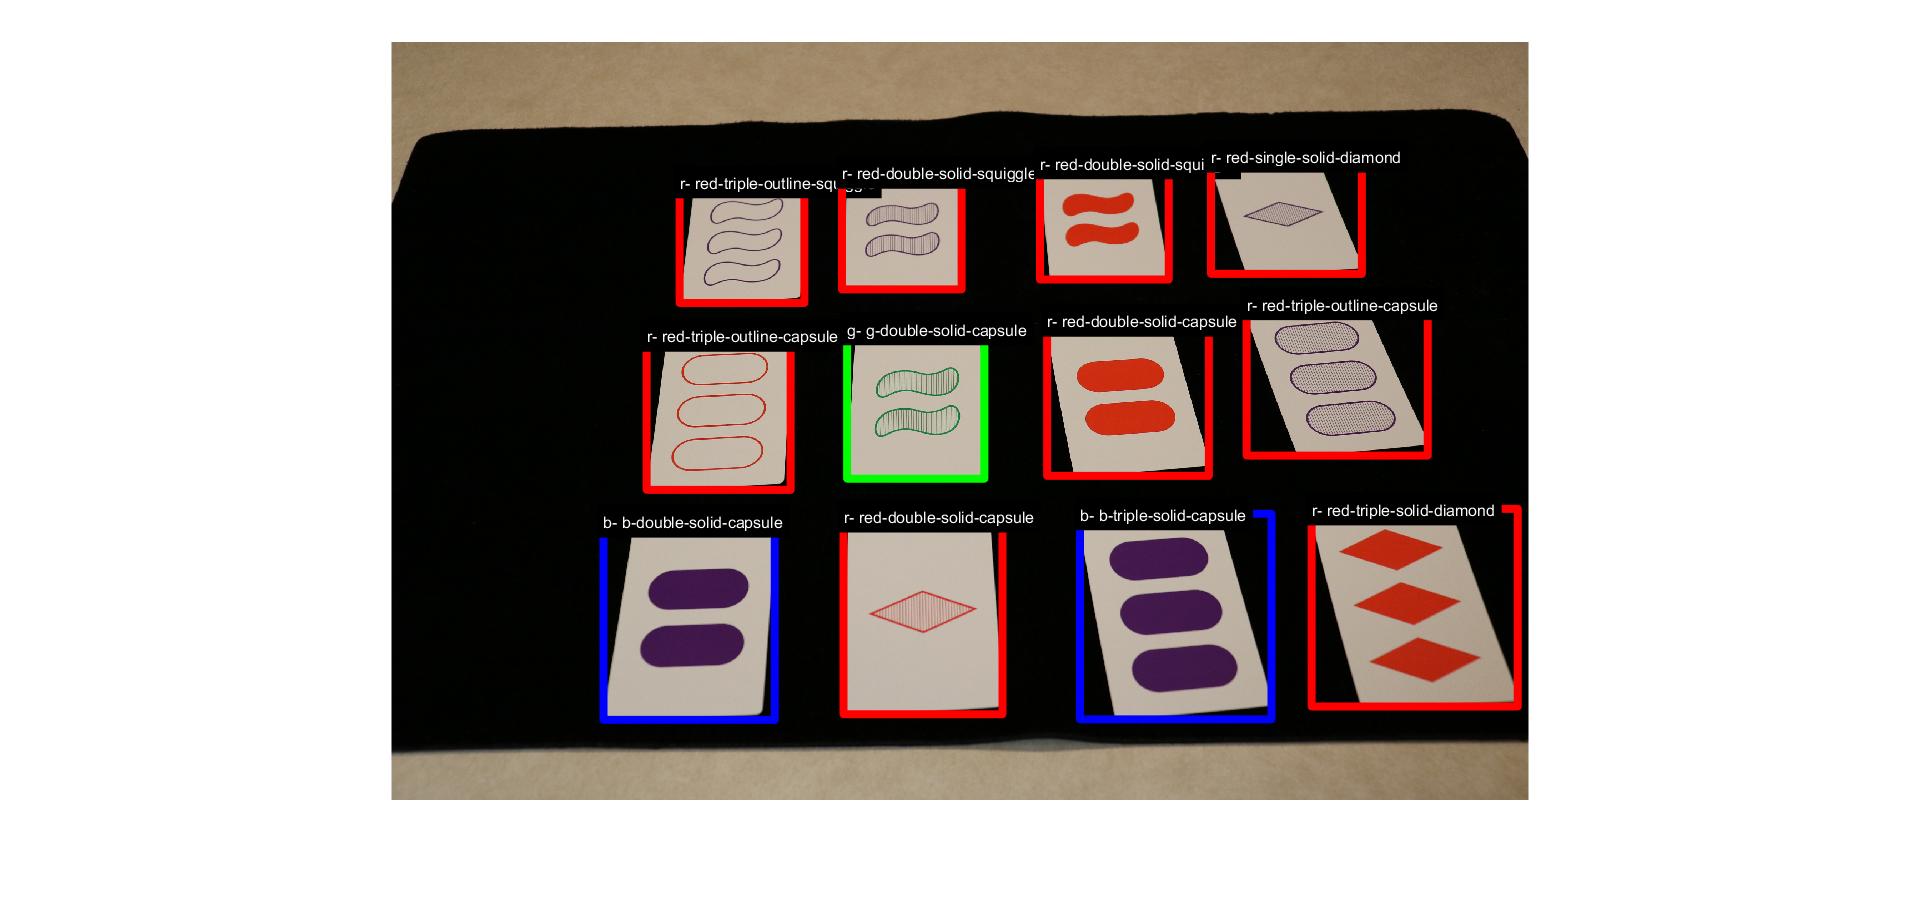 r- red-triple-outline-squiggle
r- red-double-solid-squiggle
r- red-double-solid-squi
r- red-single-solid-diamond
r- red-triple-outline-capsule
g- g-double-solid-capsule
r- red-double-solid-capsule
r- red-triple-outline-capsule
b- b-double-solid-capsule
r- red-double-solid-capsule
b- b-triple-solid-capsule
r- red-triple-solid-diamond